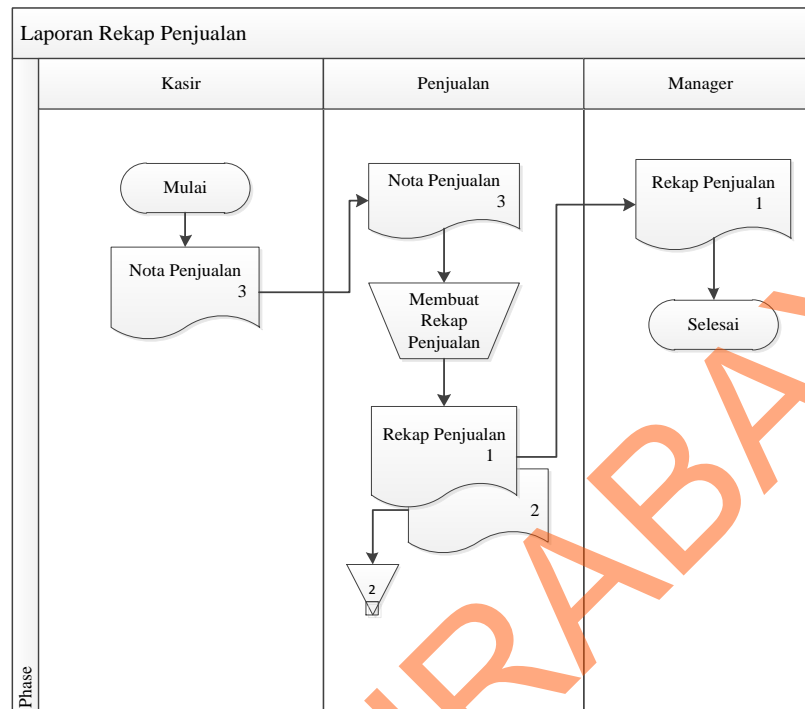 Laporan Rekap Penjualan
Kasir
Penjualan
Manager
Mulai
Nota Penjualan
3
Nota Penjualan
3
Membuat
Rekap
Penjualan
Rekap Penjualan
1
2
2
Rekap Penjualan
1
Selesai
Phase